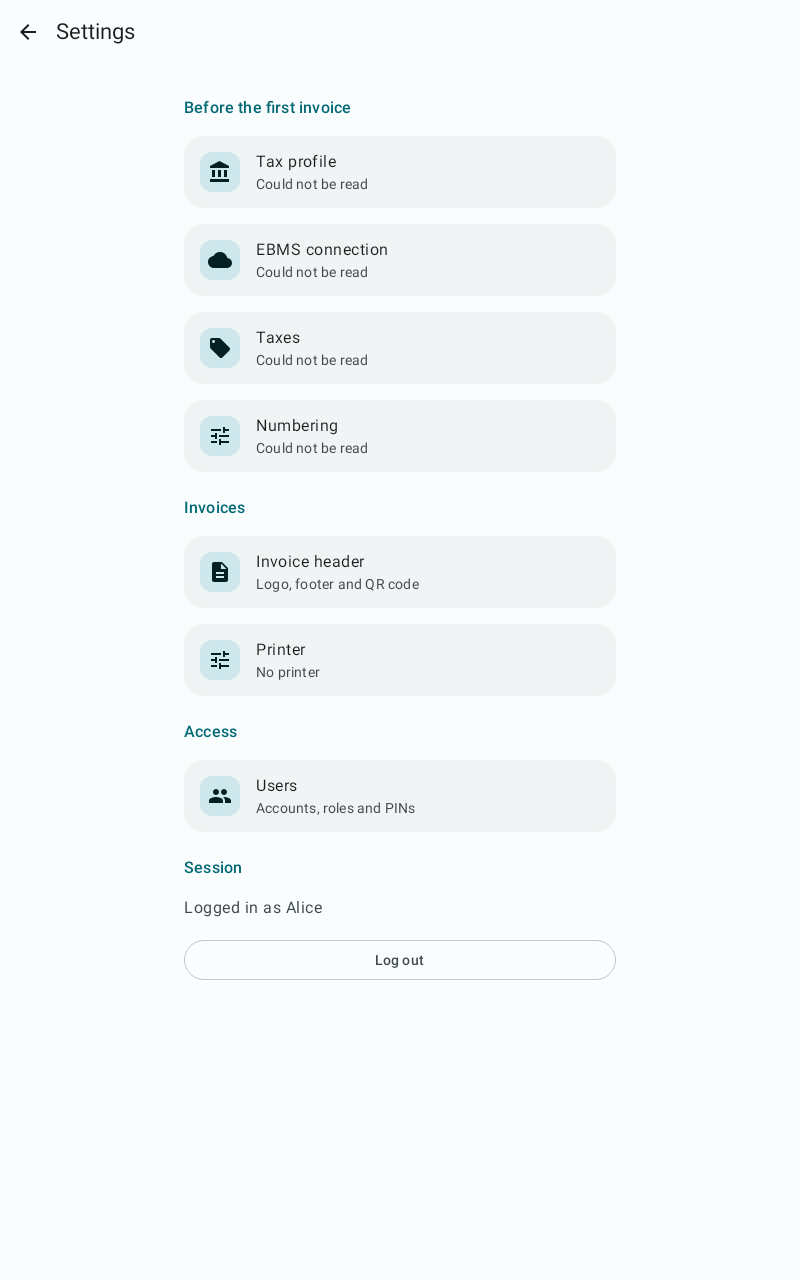 Settings
Before the first invoice
Tax profile
Could not be read
EBMS connection
Could not be read
Taxes
Could not be read
Numbering
Could not be read
Invoices
Invoice header
Logo, footer and QR code
Printer
No printer
Access
Users
Accounts, roles and PINs
Session
Logged in as Alice
Log out